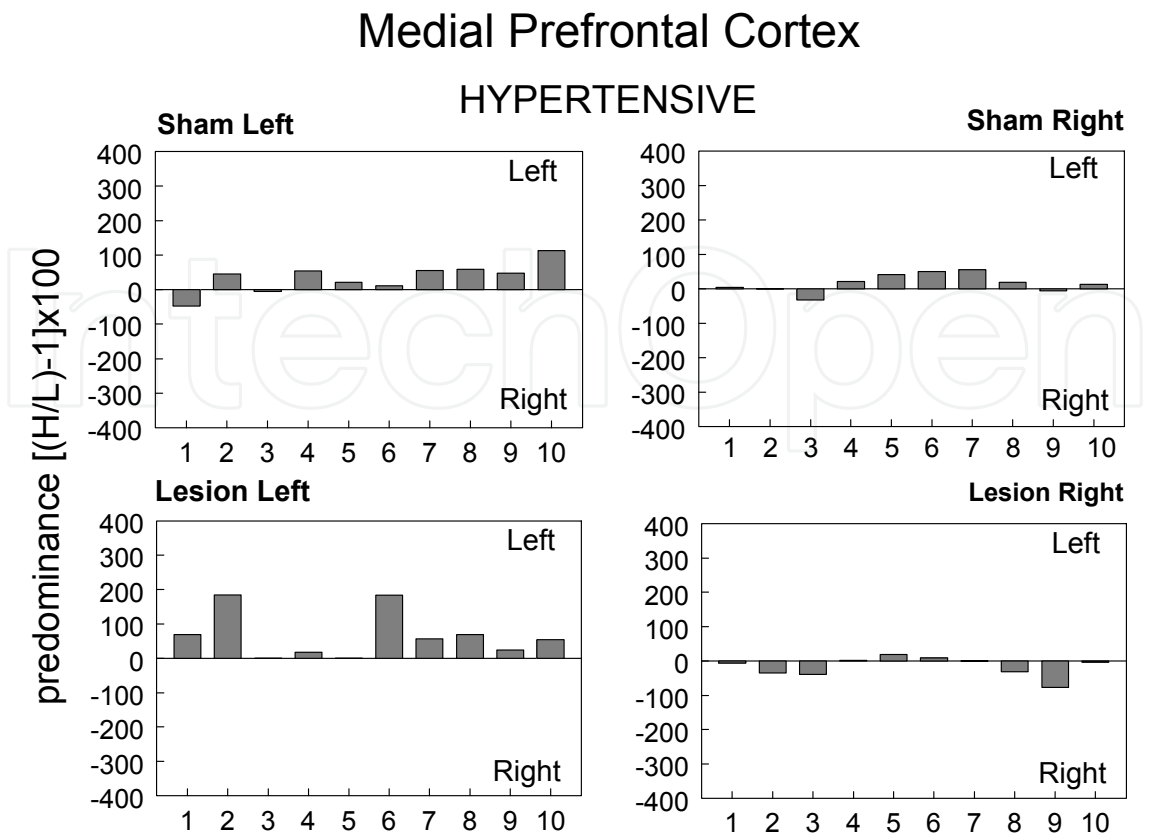 Medial Prefrontal Cortex
HYPERTENSIVE
Sham Left
Sham Right
predominance [(H/L)-1]x100
400
300
200
100
0
-100
-200
-300
-400
Left
Right
1 2 3 4 5 6 7 8 9 10
400
300
200
100
0
-100
-200
-300
-400
Left
Right
1 2 3 4 5 6 7 8 9 10
Lesion Left
Lesion Right
400
300
200
100
0
-100
-200
-300
-400
Left
Right
1 2 3 4 5 6 7 8 9 10
400
300
200
100
0
-100
-200
-300
-400
Left
Right
1 2 3 4 5 6 7 8 9 10
IntechOpen